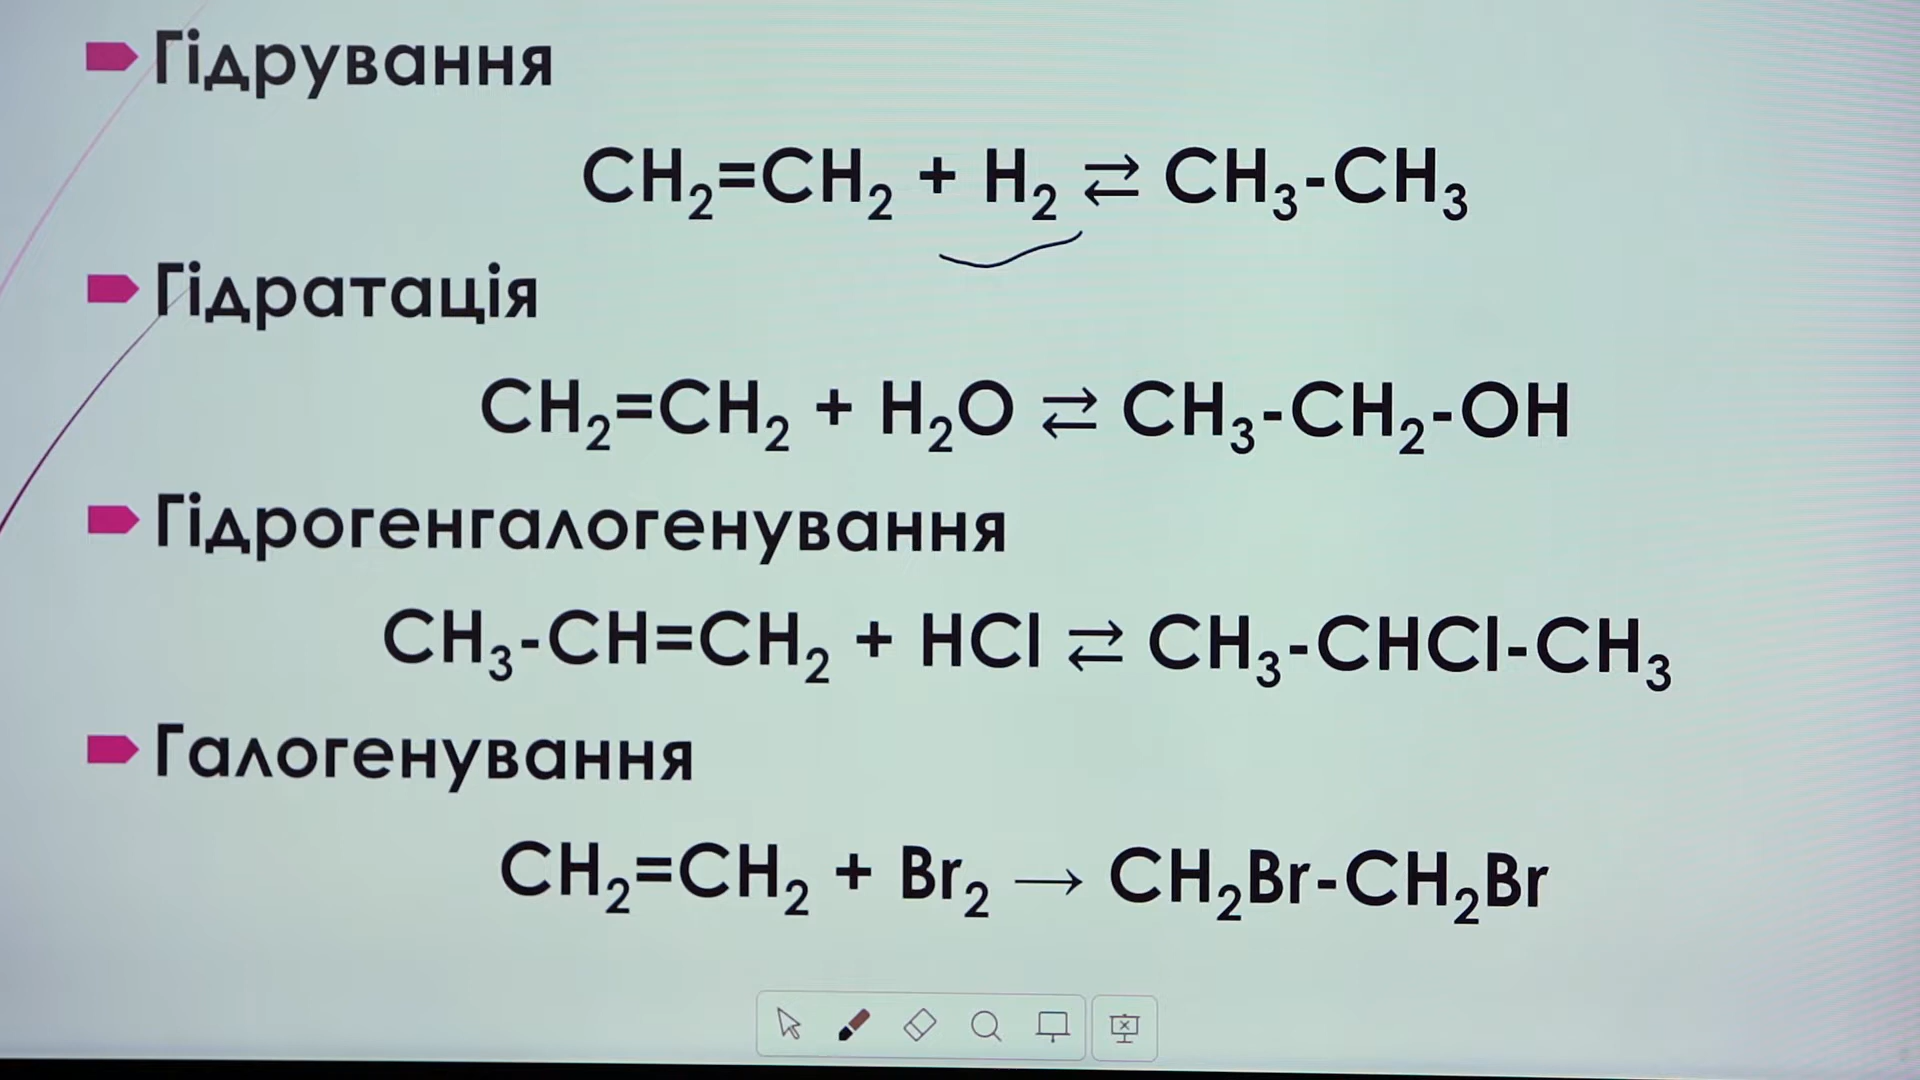 Гідрування
CH₂=CH₂ + H₂ ⇄ CH₃-CH₃
Гідратація
CH₂=CH₂ + H₂O ⇄ CH₃-CH₂-OH
Гідрогенгалогенування
CH₃-CH=CH₂ + HCl ⇄ CH₃-CHCl-CH₃
Галогенування
CH₂=CH₂ + Br₂ → CH₂Br-CH₂Br